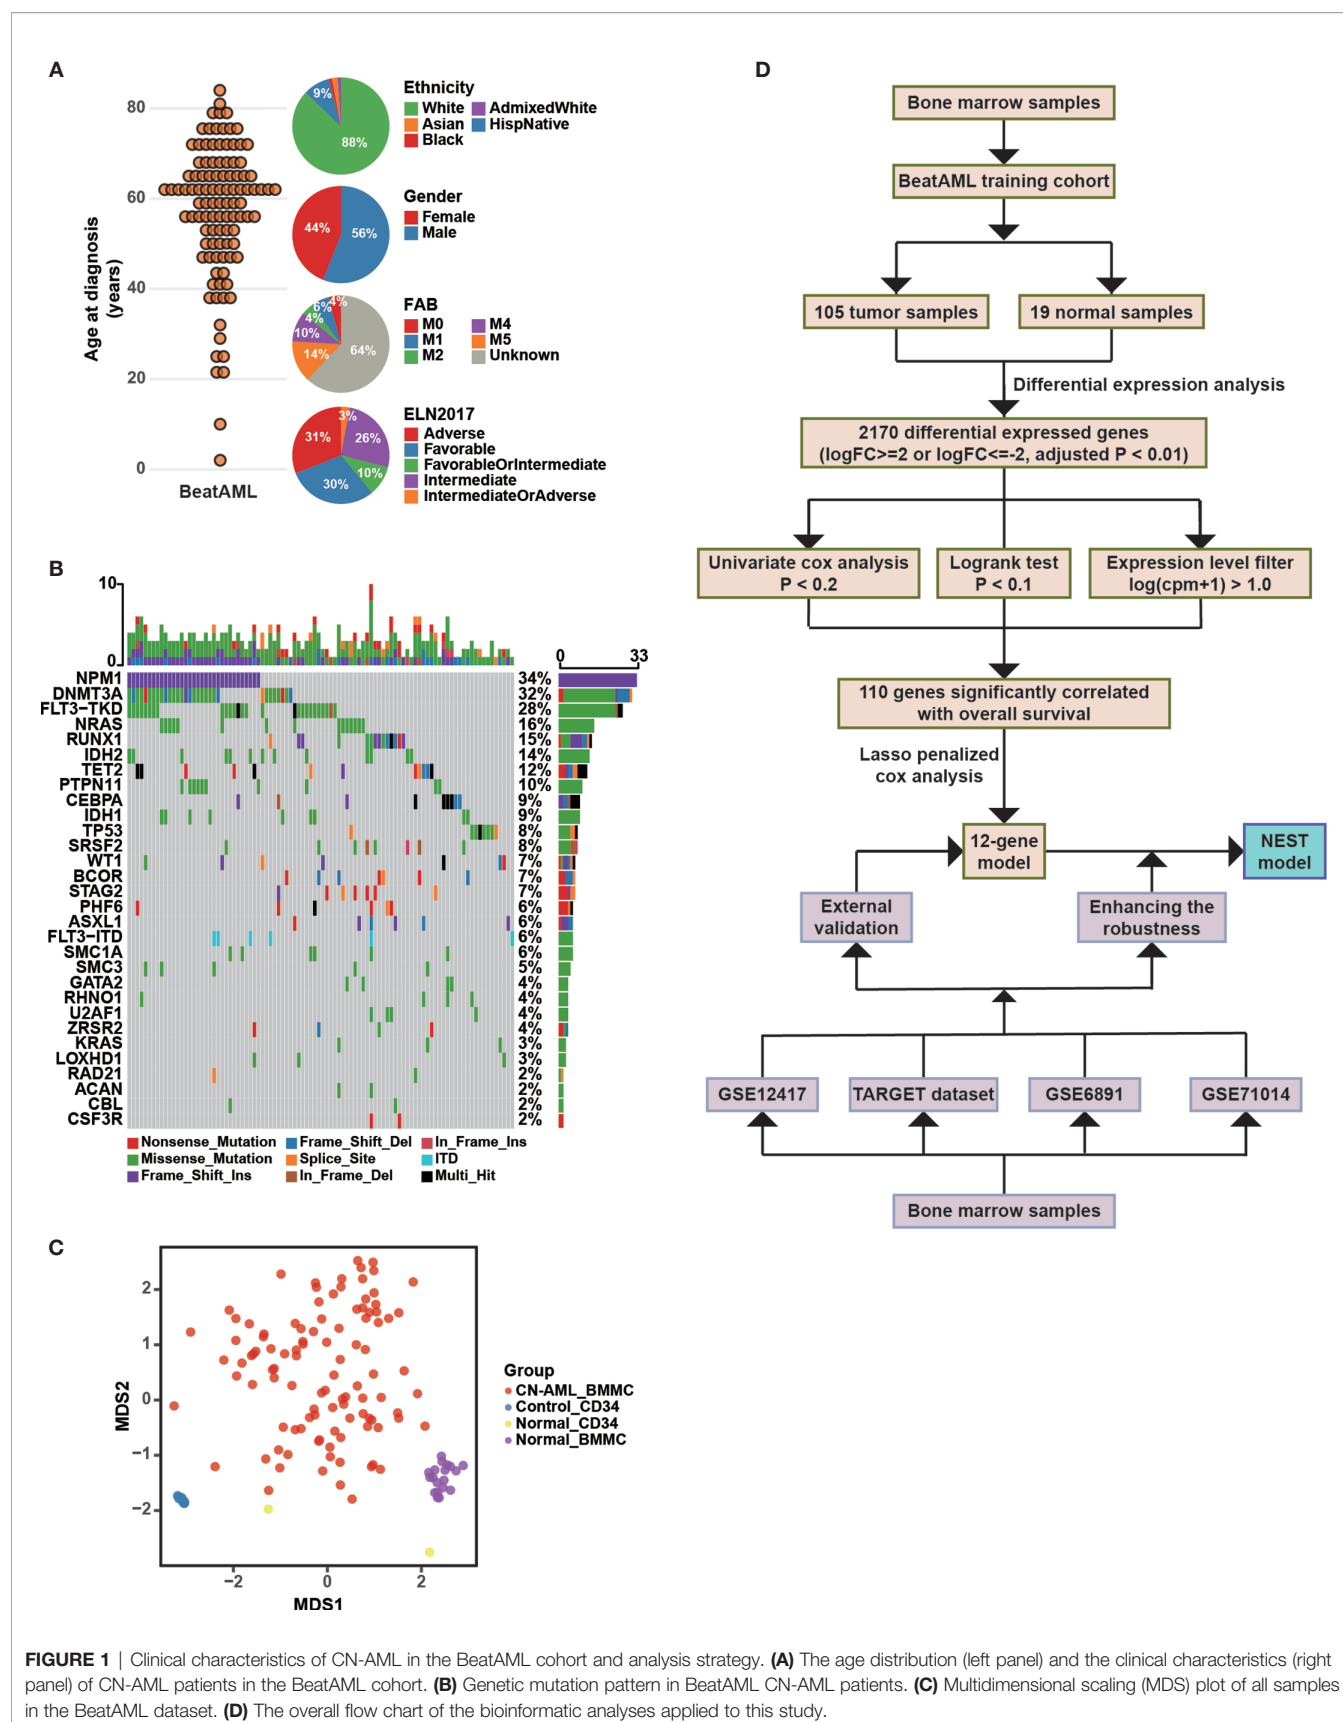 A
Age at diagnosis
(years)
80
60
40
20
0
BeatAML
9%
88%
Ethnicity
White
Asian
Black
AdmixedWhite
HispNative
44%
56%
Gender
Female
Male
4%
6%
4%
10%
14%
64%
FAB
M0
M1
M2
M4
M5
Unknown
3%
31%
26%
10%
30%
ELN2017
Adverse
Favorable
FavorableOrIntermediate
Intermediate
IntermediateOrAdverse
B
10
0
0 33
NPM1 34%
DNMT3A 32%
FLT3-TKD 28%
NRAS 16%
RUNX1 15%
IDH2 14%
TET2 12%
PTPN11 10%
CEBPA 9%
IDH1 9%
TP53 8%
SRSF2 8%
WT1 7%
BCOR 7%
STAG2 7%
PHF6 6%
ASXL1 6%
FLT3-ITD 6%
SMC1A 6%
SMC3 5%
GATA2 4%
RHNO1 4%
U2AF1 4%
ZRSR2 4%
KRAS 3%
LOXHD1 3%
RAD21 2%
ACAN 2%
CBL 2%
CSF3R 2%
Nonsense_Mutation Frame_Shift_Del In_Frame_Ins
Missense_Mutation Splice_Site ITD
Frame_Shift_Ins In_Frame_Del Multi_Hit
C
MDS2
2
1
0
−1
−2
−2 0 2
MDS1
Group
CN-AML_BMMC
Control_CD34
Normal_CD34
Normal_BMMC
D
Bone marrow samples
BeatAML training cohort
105 tumor samples
19 normal samples
Differential expression analysis
2170 differential expressed genes
(logFC>=2 or logFC<=-2, adjusted P < 0.01)
Univariate cox analysis
P < 0.2
Logrank test
P < 0.1
Expression level filter
log(cpm+1) > 1.0
110 genes significantly correlated
with overall survival
Lasso penalized
cox analysis
12-gene
model
NEST
model
External
validation
Enhancing the
robustness
GSE12417
TARGET dataset
GSE6891
GSE71014
Bone marrow samples
FIGURE 1 | Clinical characteristics of CN-AML in the BeatAML cohort and analysis strategy. (A) The age distribution (left panel) and the clinical characteristics (right
panel) of CN-AML patients in the BeatAML cohort. (B) Genetic mutation pattern in BeatAML CN-AML patients. (C) Multidimensional scaling (MDS) plot of all samples
in the BeatAML dataset. (D) The overall flow chart of the bioinformatic analyses applied to this study.